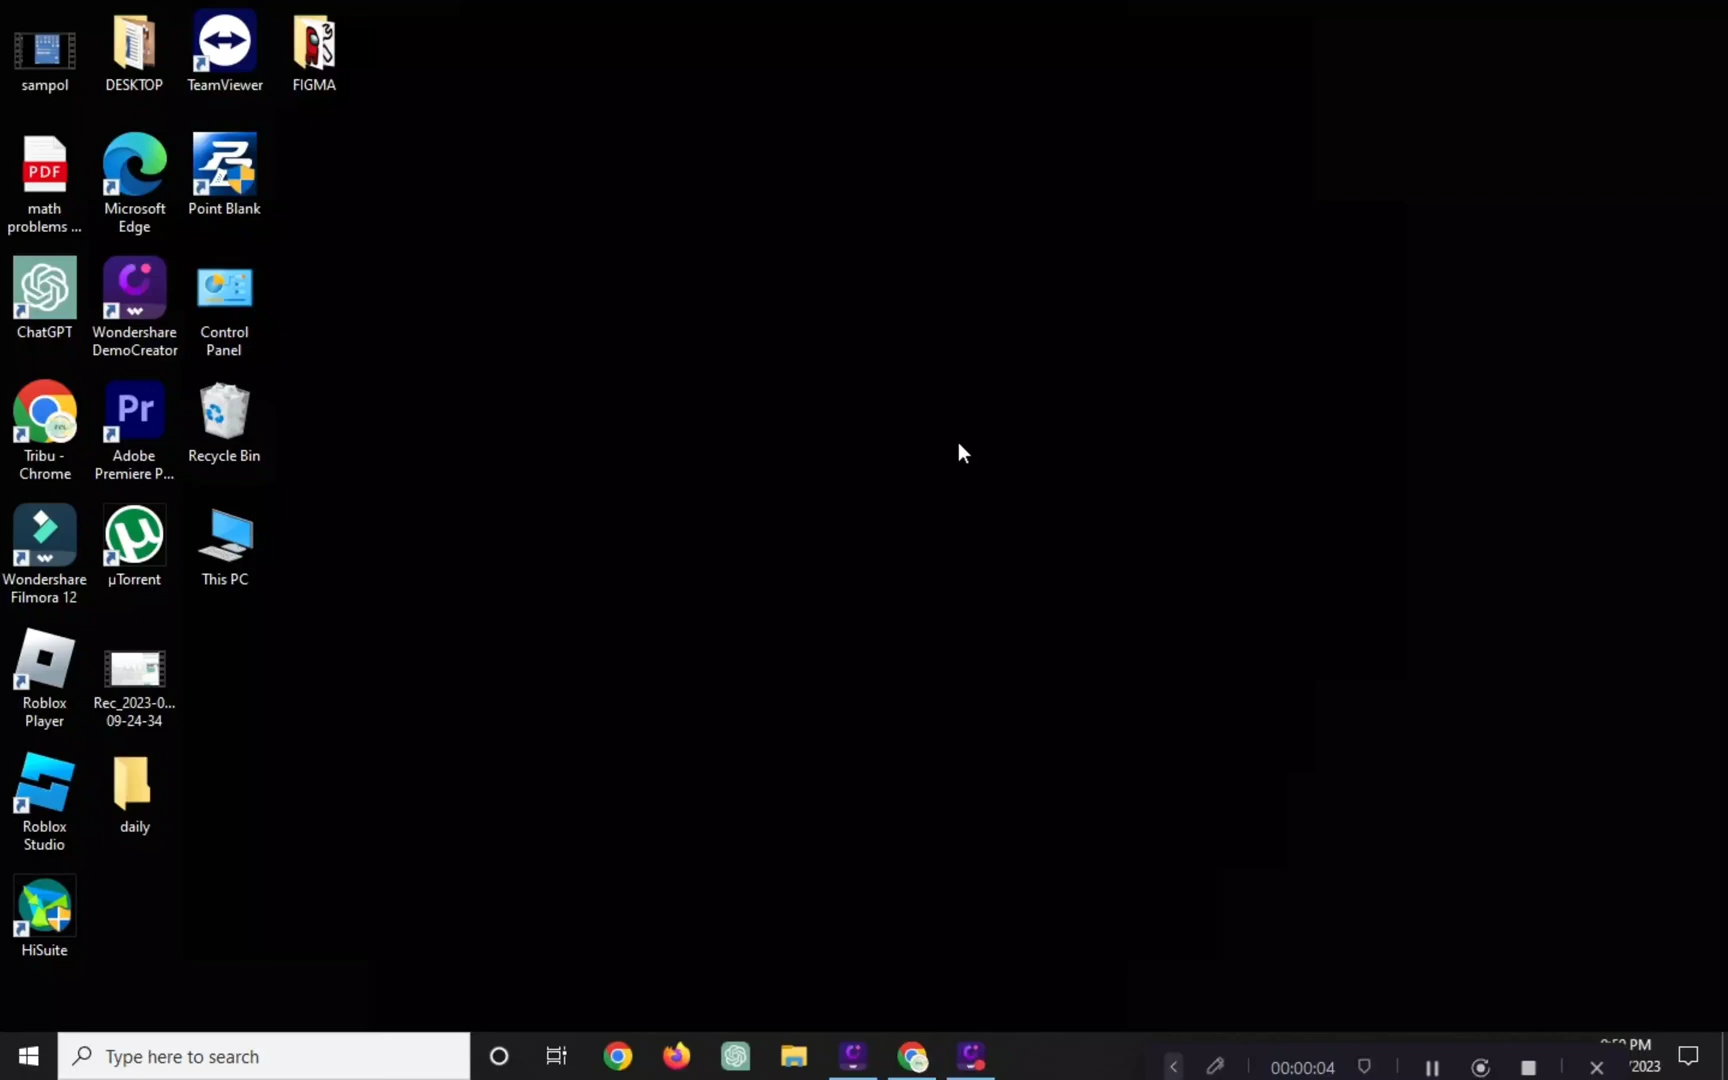 sampol
DESKTOP
TeamViewer
FIGMA
PDF
math
problems ...
Microsoft
Edge
Point Blank
ChatGPT
Wondershare
DemoCreator
Control
Panel
Tribu -
Chrome
Pr
Adobe
Premiere P...
Recycle Bin
Wondershare
Filmora 12
µTorrent
This PC
Roblox
Player
Rec_2023-0...
09-24-34
Roblox
Studio
daily
HiSuite
Type here to search
00:00:04
PM
/2023